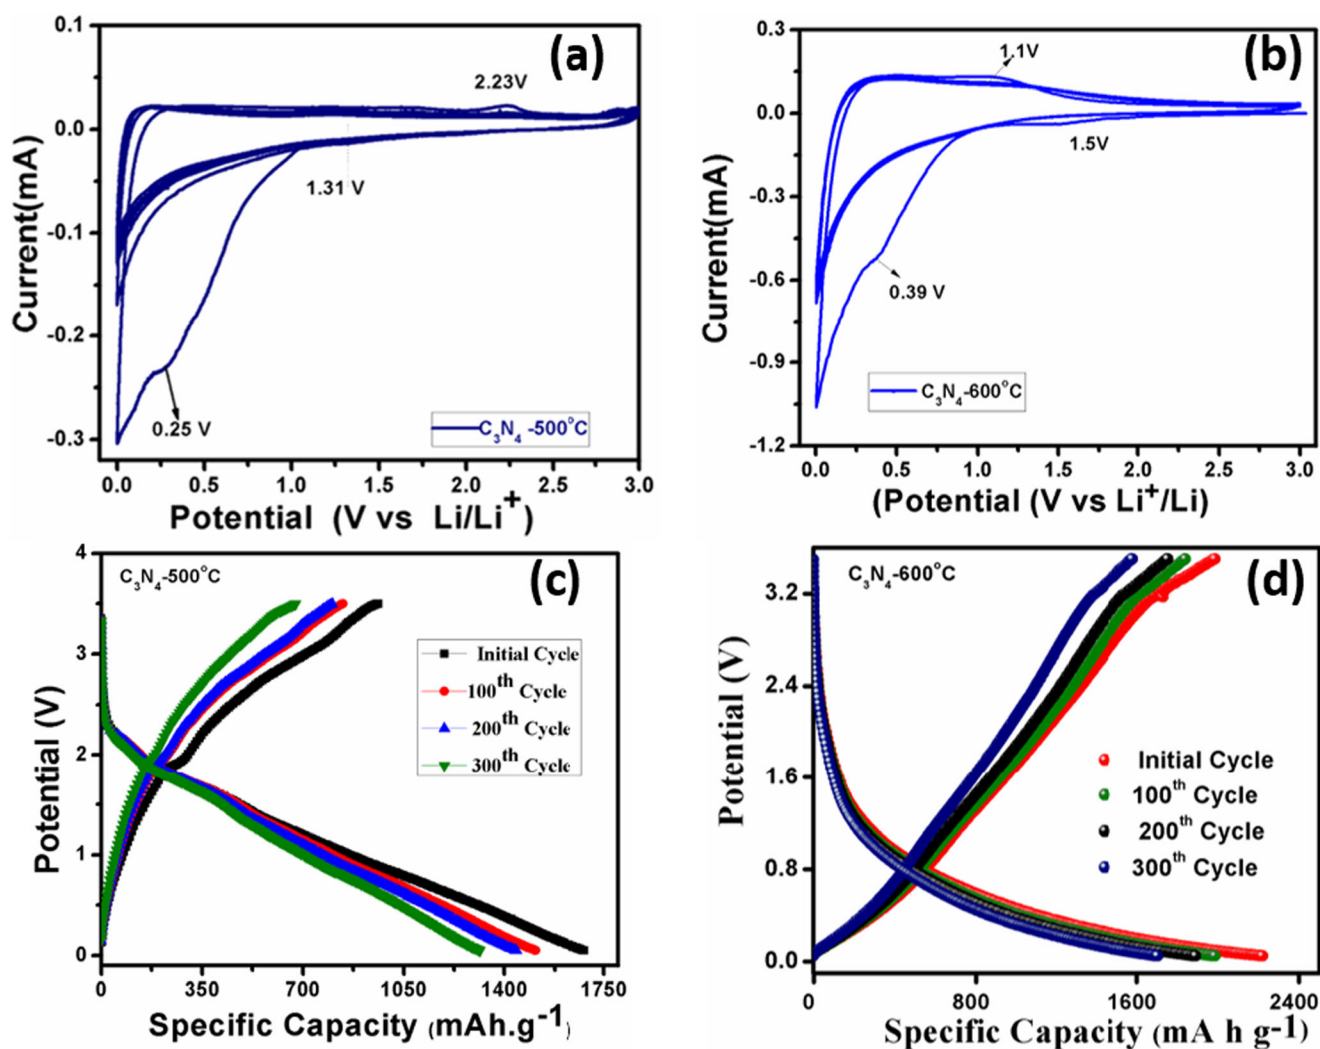 (a)
0.1
0.0
-0.1
-0.2
-0.3
Current(mA)
2.23V
1.31 V
0.25 V
C₃N₄ -500°C
0.0 0.5 1.0 1.5 2.0 2.5 3.0
Potential (V vs Li/Li⁺)
(b)
0.3
0.0
-0.3
-0.6
-0.9
-1.2
Current(mA)
1.1V
1.5V
0.39 V
C₃N₄-600°C
0.0 0.5 1.0 1.5 2.0 2.5 3.0
(Potential (V vs Li⁺/Li)
(c)
C₃N₄-500°C
4
3
2
1
0
Potential (V)
Initial Cycle
100ᵗʰ Cycle
200ᵗʰ Cycle
300ᵗʰ Cycle
0 350 700 1050 1400 1750
Specific Capacity (mAh.g⁻¹)
(d)
C₃N₄-600°C
3.2
2.4
1.6
0.8
0.0
Potential (V)
Initial Cycle
100ᵗʰ Cycle
200ᵗʰ Cycle
300ᵗʰ Cycle
0 800 1600 2400
Specific Capacity (mA h g⁻¹)